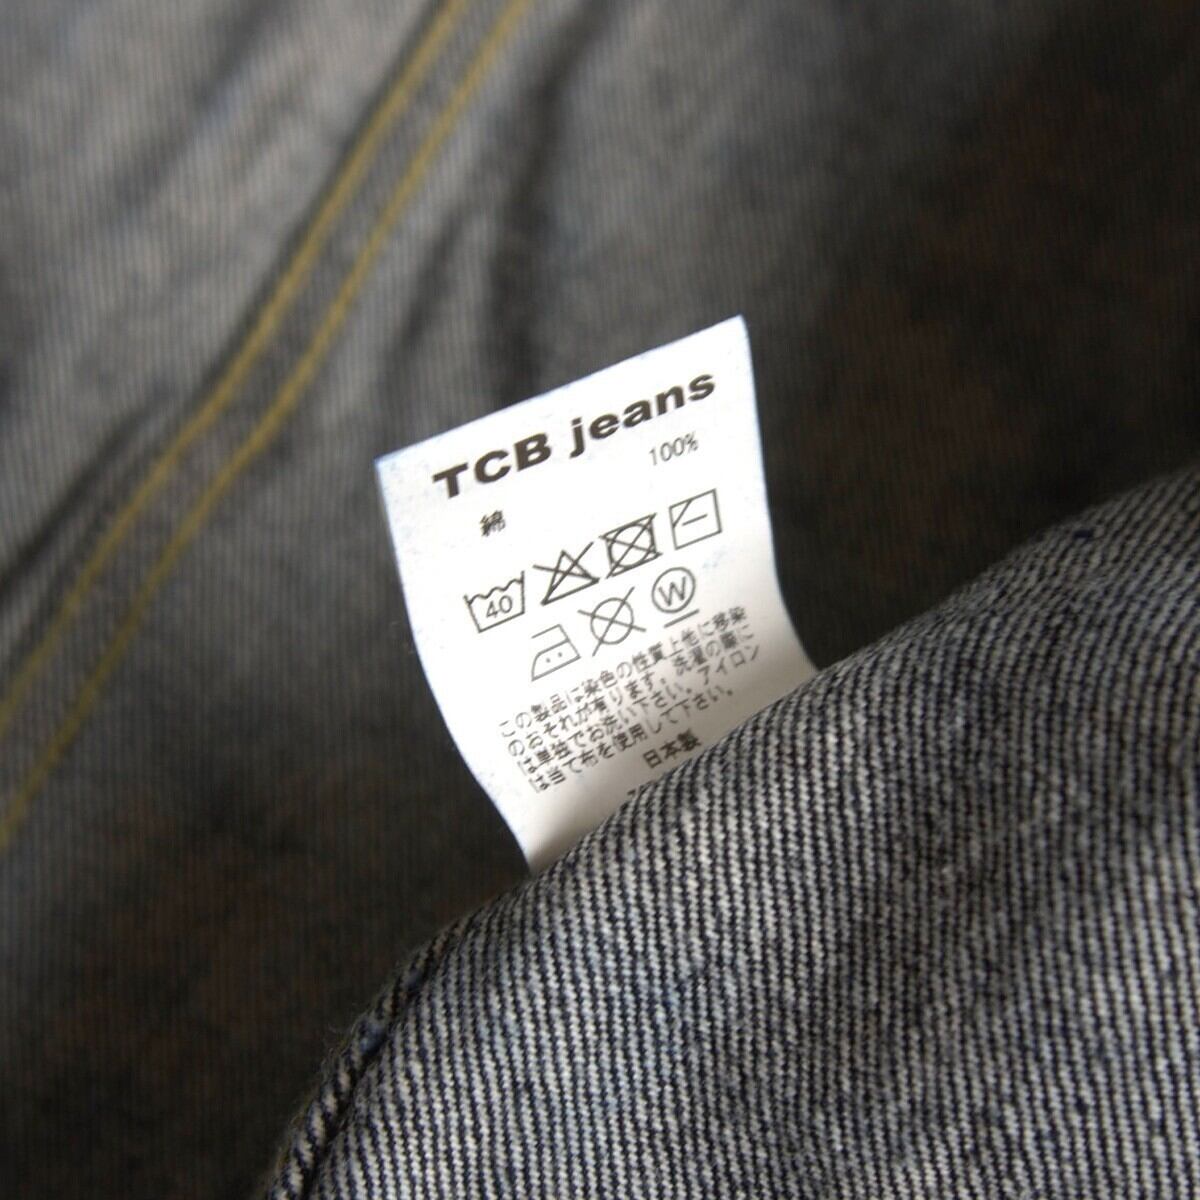 TCB jeans
綿 100%
40
W
この製品は染色の性質上他に移染
のおそれが有ります。洗濯の際に
は単独でお洗い下さい。アイロン
は当て布を使用して下さい。
日本製